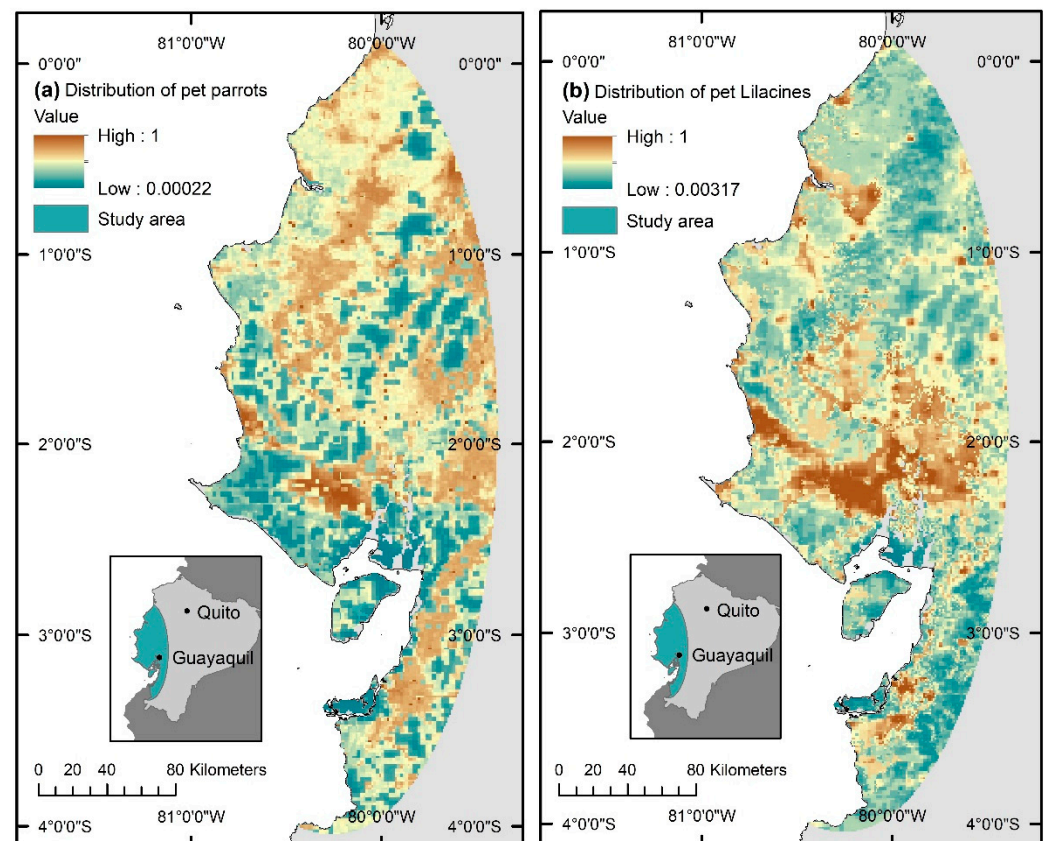 81°0'0"W 80°0'0"W
0°0'0"
(a) Distribution of pet parrots
Value
High : 1
Low : 0.00022
Study area
1°0'0"S 1°0'0"S
2°0'0"S 2°0'0"S
Quito
Guayaquil
3°0'0"S 3°0'0"S
0 20 40 80 Kilometers
81°0'0"W 80°0'0"W
4°0'0"S 4°0'0"S
81°0'0"W 80°0'0"W
0°0'0" 0°0'0"
(b) Distribution of pet Lilacines
Value
High : 1
Low : 0.00317
Study area
1°0'0"S 1°0'0"S
2°0'0"S 2°0'0"S
Quito
Guayaquil
3°0'0"S 3°0'0"S
0 20 40 80 Kilometers
81°0'0"W 80°0'0"W
4°0'0"S 4°0'0"S